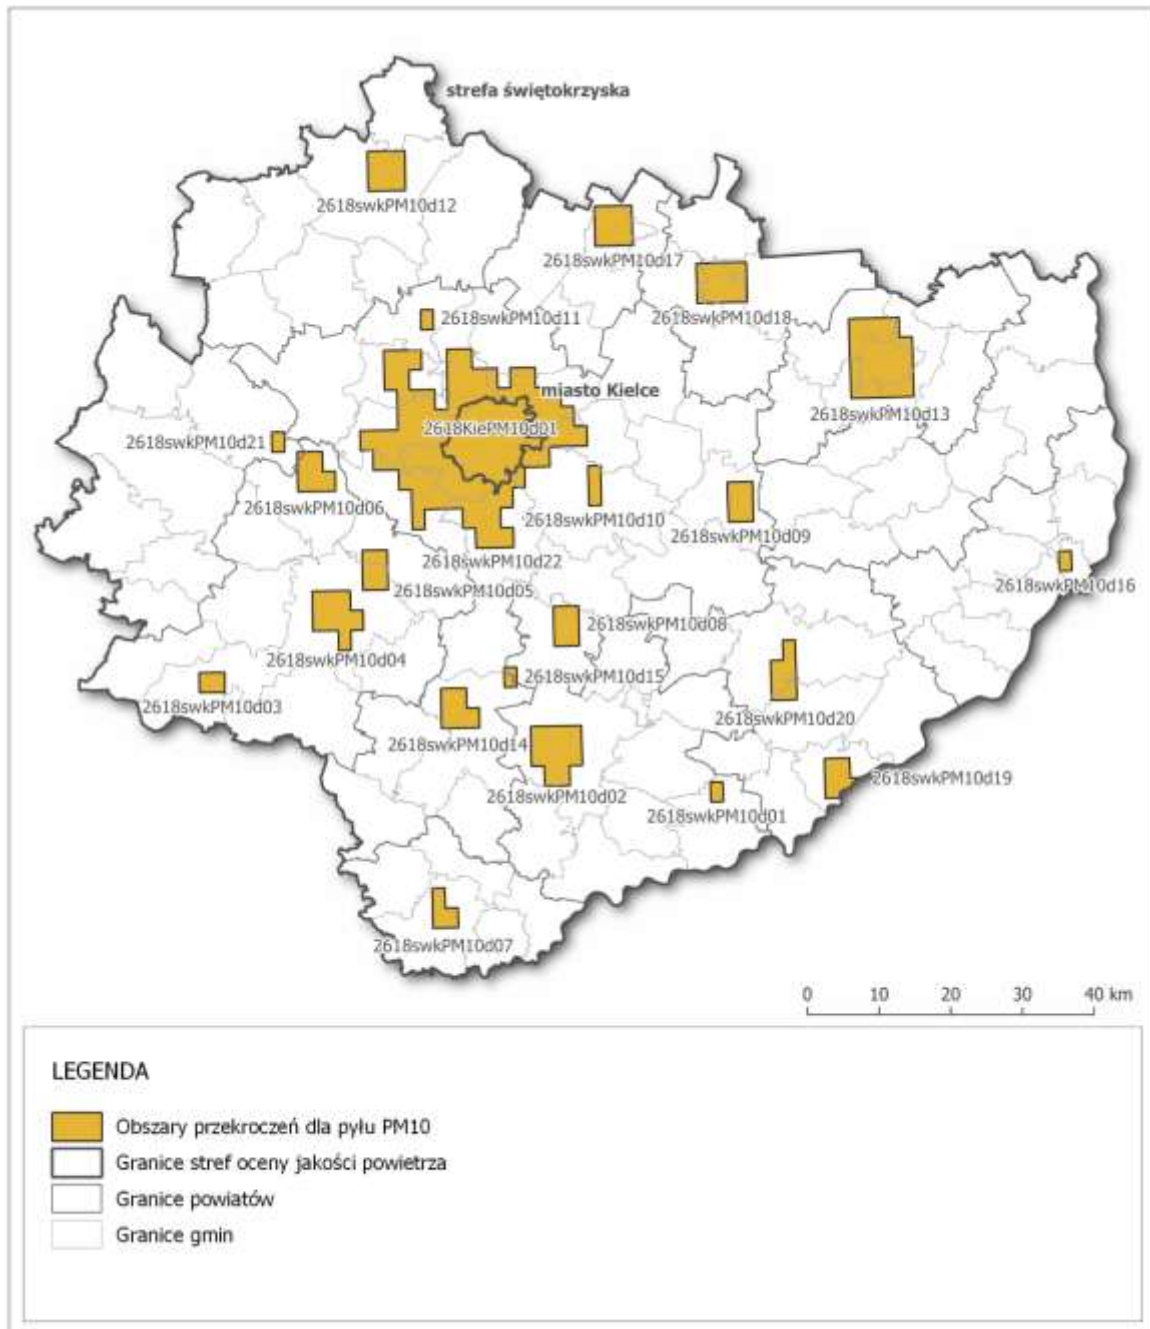 strefa świętokrzyska
2618swkPM10d12
2618swkPM10d17
2618swkPM10d11
2618swkPM10d18
miasto Kielce
2618swkPM10d13
2618KiePM10d01
2618swkPM10d21
2618swkPM10d06
2618swkPM10d10
2618swkPM10d09
2618swkPM10d22
2618swkPM10d05
2618swkPM10d16
2618swkPM10d08
2618swkPM10d04
2618swkPM10d15
2618swkPM10d03
2618swkPM10d20
2618swkPM10d14
2618swkPM10d19
2618swkPM10d02
2618swkPM10d01
2618swkPM10d07
0 10 20 30 40 km
LEGENDA
Obszary przekroczeń dla pyłu PM10
Granice stref oceny jakości powietrza
Granice powiatów
Granice gmin